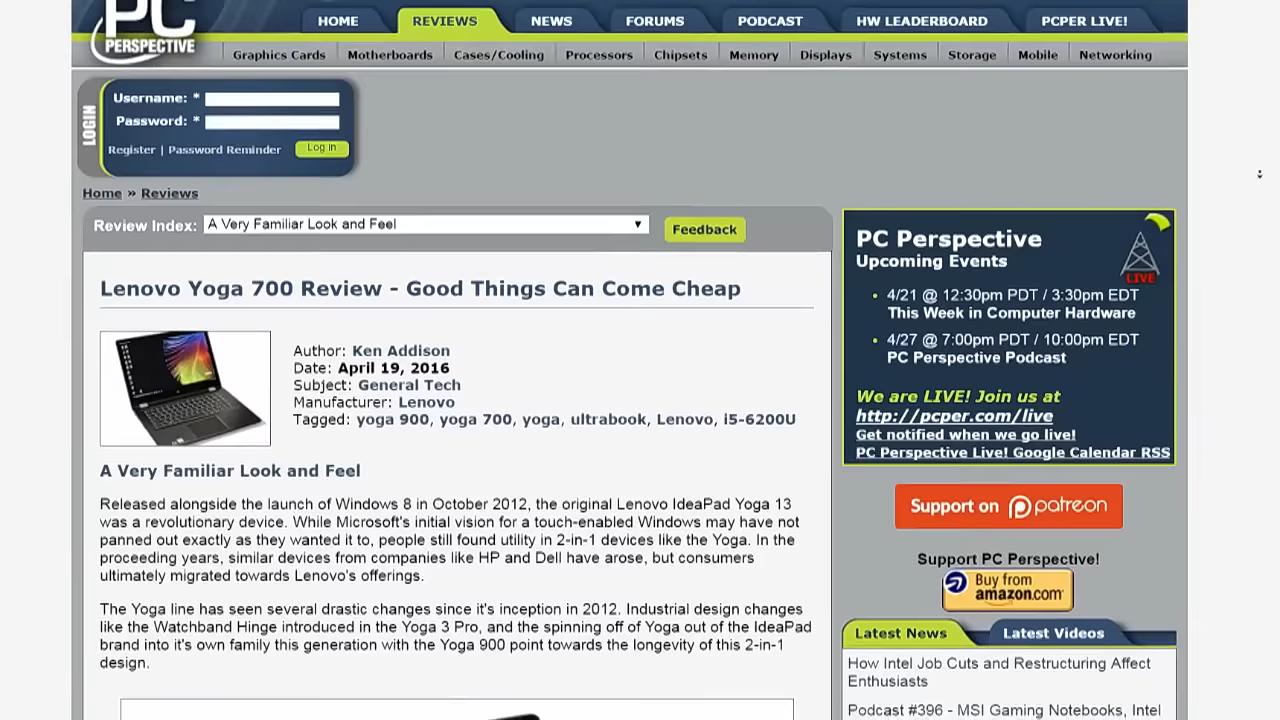 PC
PERSPECTIVE
HOME
REVIEWS
NEWS
FORUMS
PODCAST
HW LEADERBOARD
PCPER LIVE!
Graphics Cards
Motherboards
Cases/Cooling
Processors
Chipsets
Memory
Displays
Systems
Storage
Mobile
Networking
LOGIN
Username: *
Password: *
Register | Password Reminder
Log in
Home » Reviews
Review Index: A Very Familiar Look and Feel
Feedback
Lenovo Yoga 700 Review - Good Things Can Come Cheap
Author: Ken Addison
Date: April 19, 2016
Subject: General Tech
Manufacturer: Lenovo
Tagged: yoga 900, yoga 700, yoga, ultrabook, Lenovo, i5-6200U
A Very Familiar Look and Feel
Released alongside the launch of Windows 8 in October 2012, the original Lenovo IdeaPad Yoga 13
was a revolutionary device. While Microsoft's initial vision for a touch-enabled Windows may have not
panned out exactly as they wanted it to, people still found utility in 2-in-1 devices like the Yoga. In the
proceeding years, similar devices from companies like HP and Dell have arose, but consumers
ultimately migrated towards Lenovo's offerings.
The Yoga line has seen several drastic changes since it's inception in 2012. Industrial design changes
like the Watchband Hinge introduced in the Yoga 3 Pro, and the spinning off of Yoga out of the IdeaPad
brand into it's own family this generation with the Yoga 900 point towards the longevity of this 2-in-1
design.
PC Perspective
Upcoming Events
LIVE
• 4/21 @ 12:30pm PDT / 3:30pm EDT
This Week in Computer Hardware
• 4/27 @ 7:00pm PDT / 10:00pm EDT
PC Perspective Podcast
We are LIVE! Join us at
http://pcper.com/live
Get notified when we go live!
PC Perspective Live! Google Calendar RSS
Support on patreon
Support PC Perspective!
Buy from
amazon.com
Latest News
Latest Videos
How Intel Job Cuts and Restructuring Affect
Enthusiasts
Podcast #396 - MSI Gaming Notebooks, Intel